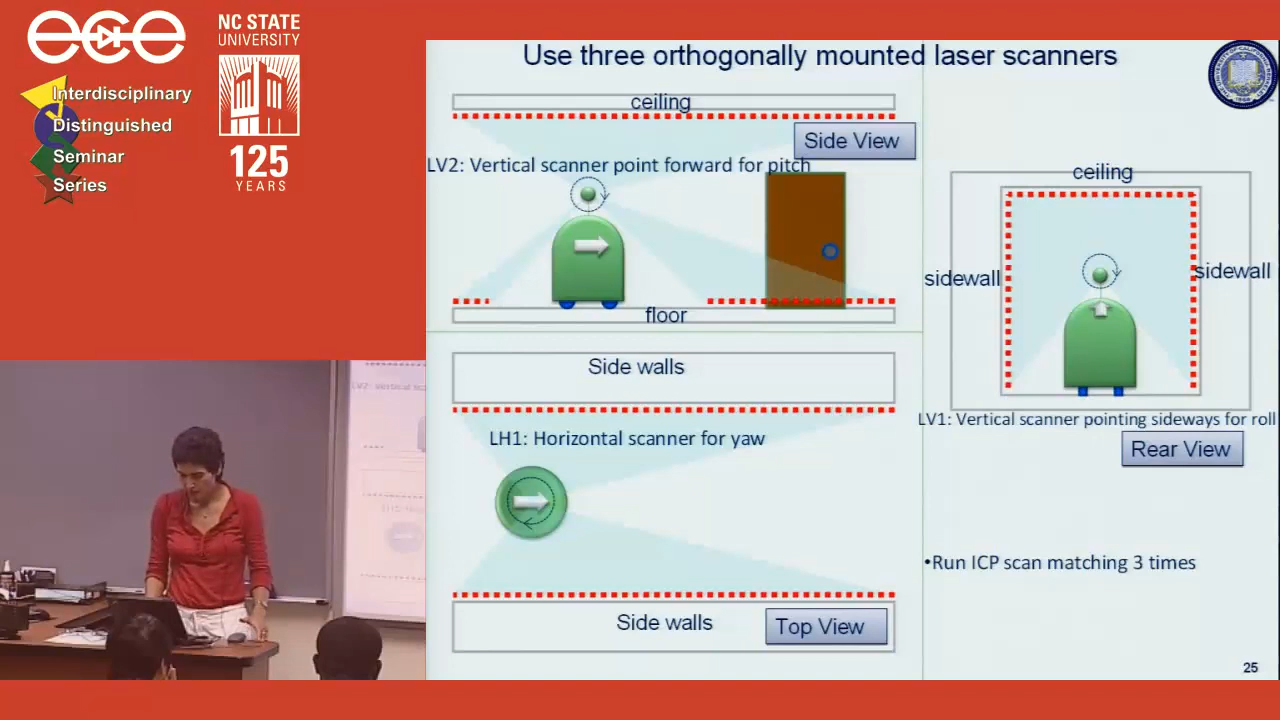 ece
Interdisciplinary
Distinguished
Seminar
Series
NC STATE
UNIVERSITY
125
YEARS
Use three orthogonally mounted laser scanners
ceiling
Side View
LV2: Vertical scanner point forward for pitch
floor
Side walls
LH1: Horizontal scanner for yaw
Side walls
Top View
ceiling
sidewall
sidewall
LV1: Vertical scanner pointing sideways for roll
Rear View
•Run ICP scan matching 3 times
25